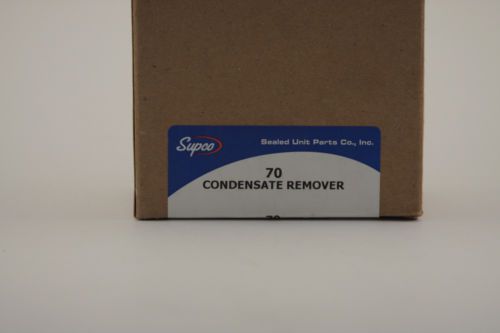 Supco
Sealed Unit Parts Co., Inc.
70
CONDENSATE REMOVER